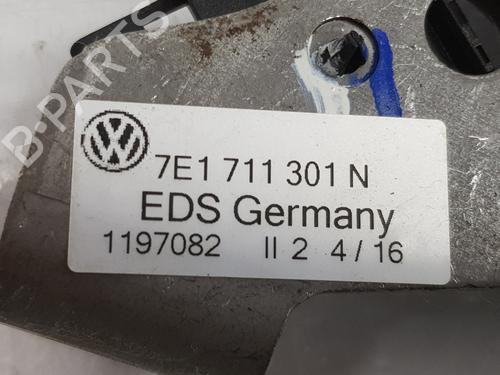 B-PARTS
7E1 711 301 N
EDS Germany
1197082 II 2 4 / 16